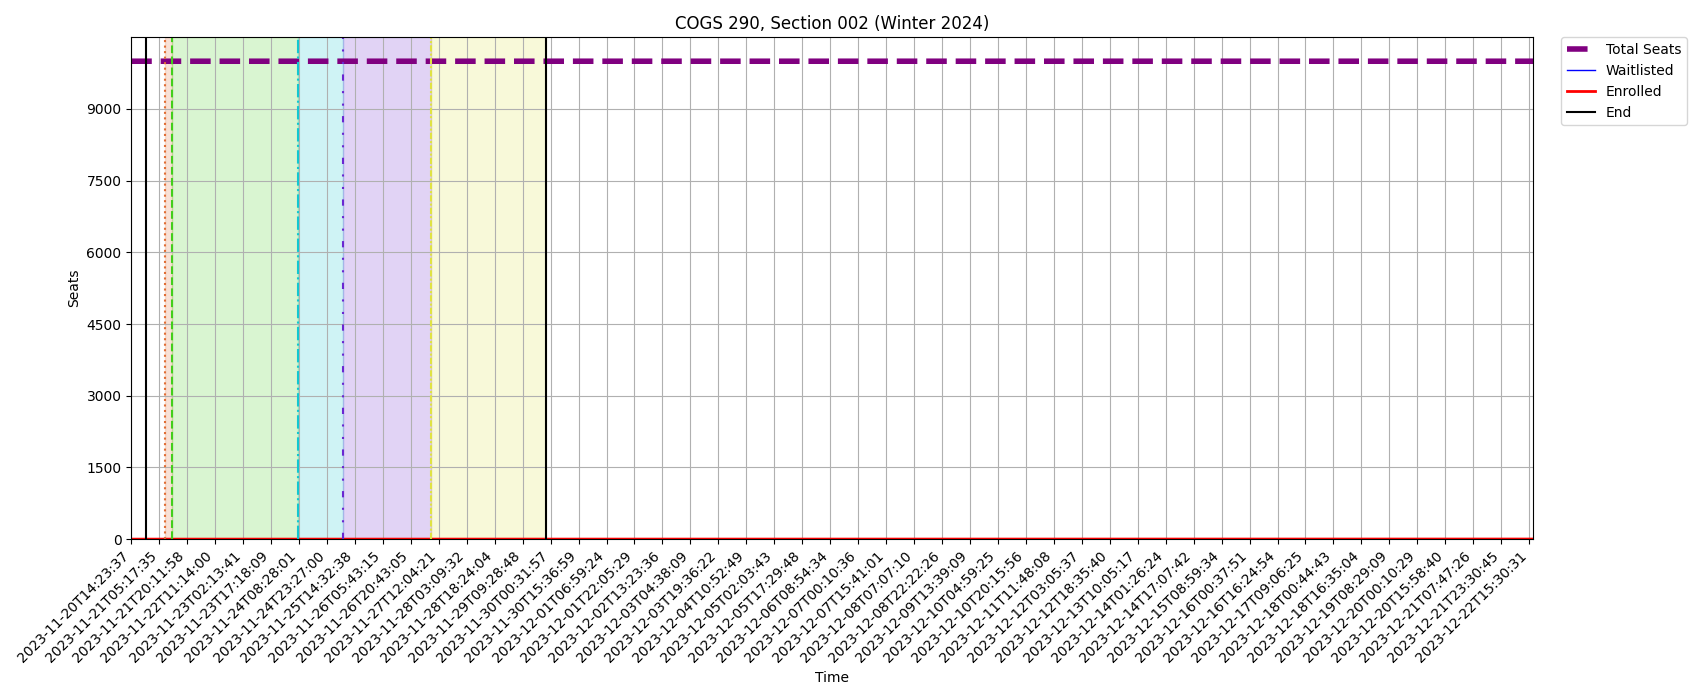 COGS 290, Section 002 (Winter 2024)
Total Seats
Waitlisted
Enrolled
End
Seats
9000
7500
6000
4500
3000
1500
0
2023-11-20T14:23:37
2023-11-21T05:17:35
2023-11-21T20:11:58
2023-11-22T11:14:00
2023-11-23T02:13:41
2023-11-23T17:18:09
2023-11-24T08:28:01
2023-11-24T23:27:00
2023-11-25T14:32:38
2023-11-26T05:43:15
2023-11-26T20:43:05
2023-11-27T12:04:21
2023-11-28T03:09:32
2023-11-28T18:24:04
2023-11-29T09:28:48
2023-11-30T00:31:57
2023-11-30T15:36:59
2023-12-01T06:59:24
2023-12-01T22:05:29
2023-12-02T13:23:36
2023-12-03T04:38:09
2023-12-03T19:36:22
2023-12-04T10:52:49
2023-12-05T02:03:43
2023-12-05T17:29:48
2023-12-06T08:54:34
2023-12-07T00:10:36
2023-12-07T15:41:01
2023-12-08T07:07:10
2023-12-08T22:22:26
2023-12-09T13:39:09
2023-12-10T04:59:25
2023-12-10T20:15:56
2023-12-11T11:48:08
2023-12-12T03:05:37
2023-12-12T18:35:40
2023-12-13T10:05:17
2023-12-14T01:26:24
2023-12-14T17:07:42
2023-12-15T08:59:34
2023-12-16T00:37:51
2023-12-16T16:24:54
2023-12-17T09:06:25
2023-12-18T00:44:43
2023-12-18T16:35:04
2023-12-19T08:29:09
2023-12-20T00:10:29
2023-12-20T15:58:40
2023-12-21T07:47:26
2023-12-21T23:30:45
2023-12-22T15:30:31
Time